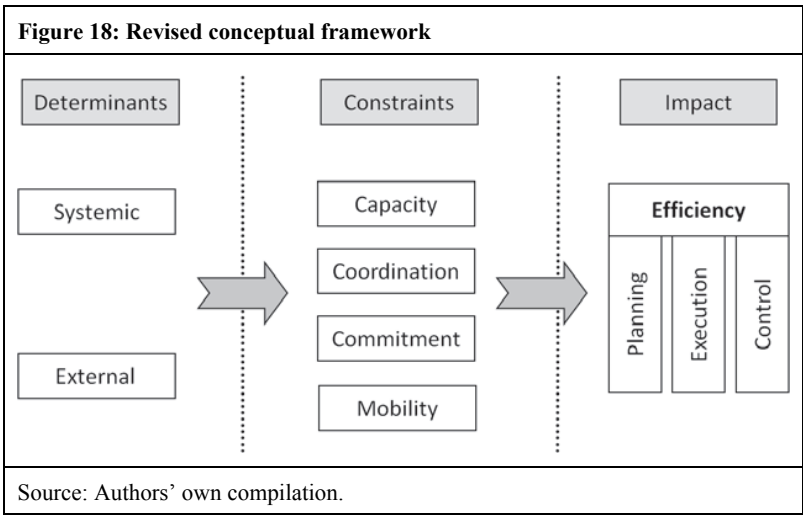 Figure 18: Revised conceptual framework
Determinants
Constraints
Impact
Systemic
External
Capacity
Coordination
Commitment
Mobility
Efficiency
Planning
Execution
Control
Source: Authors’ own compilation.